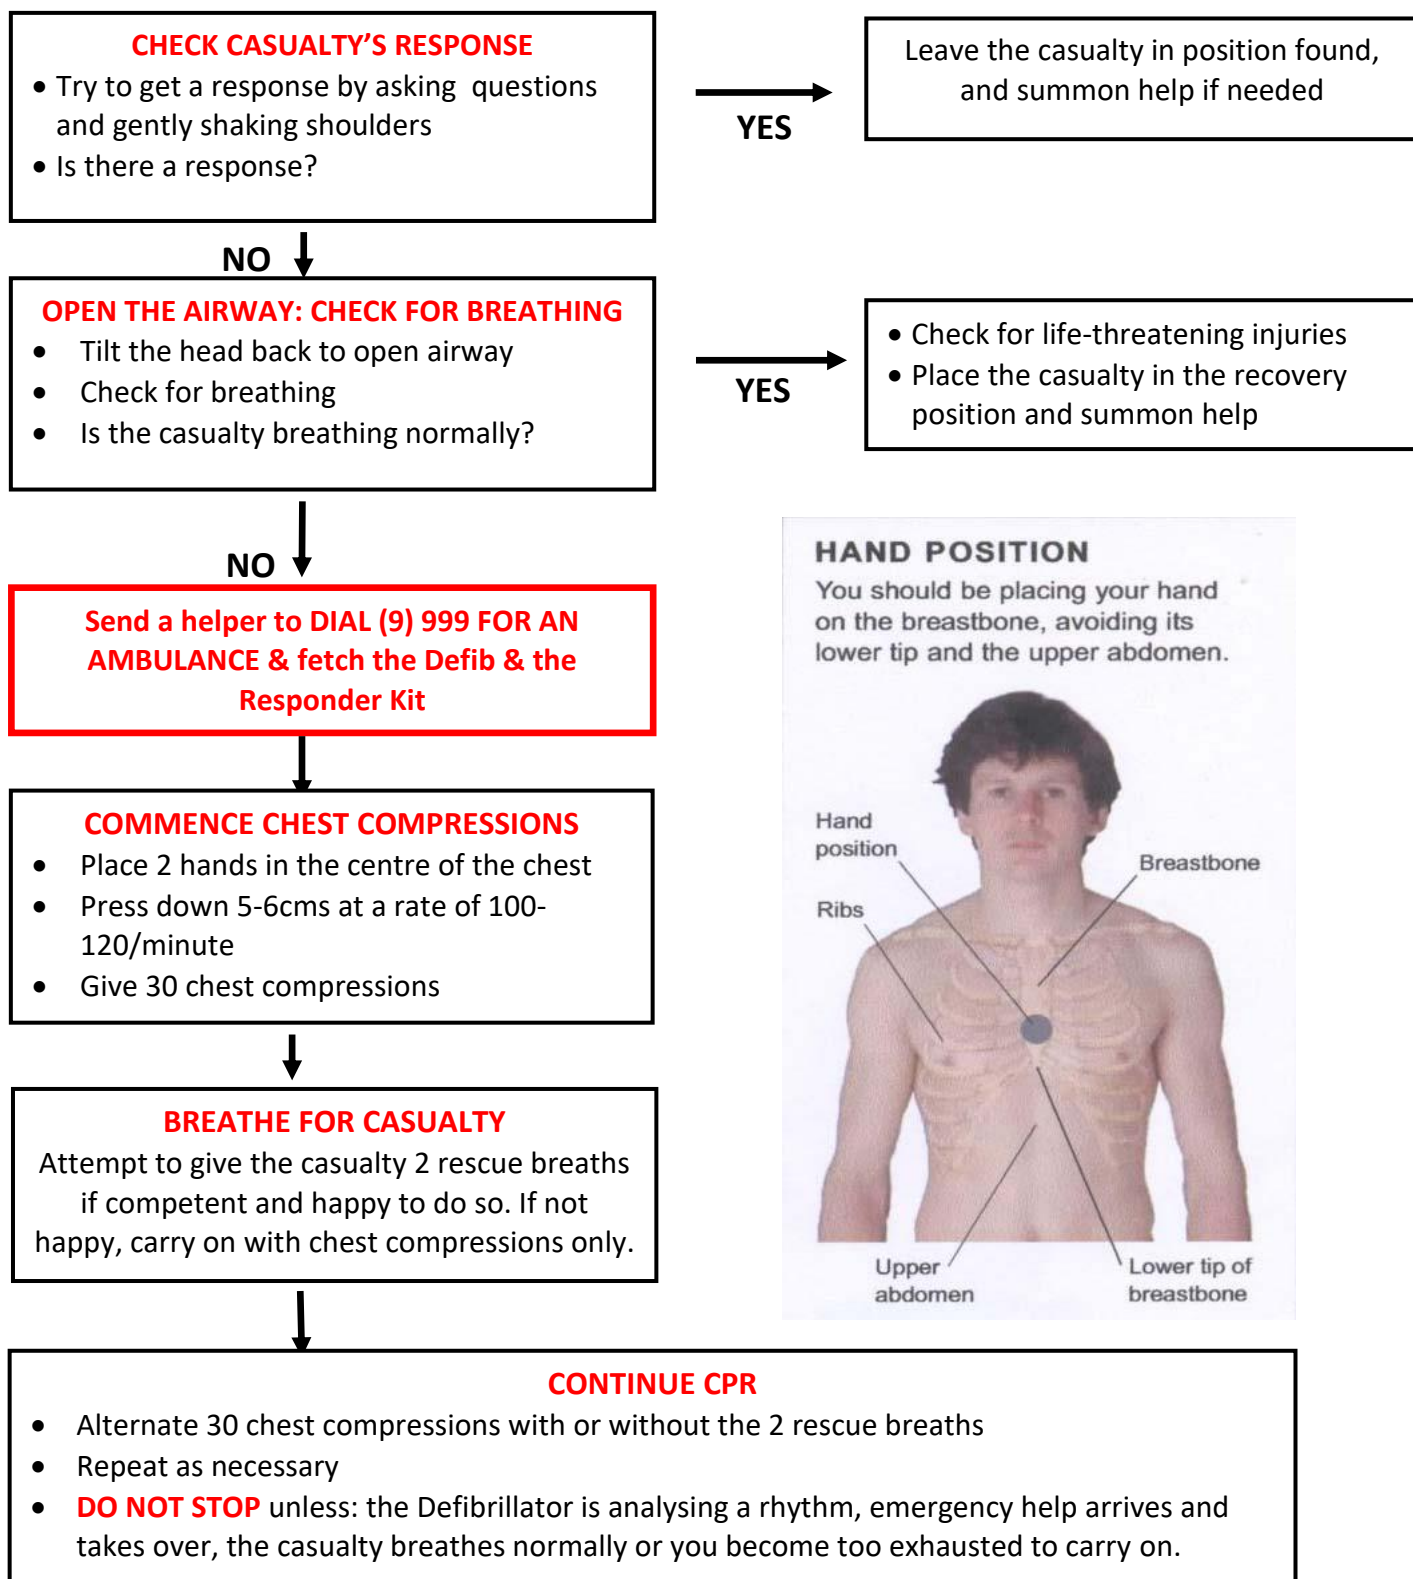 CHECK CASUALTY’S RESPONSE
• Try to get a response by asking  questions
and gently shaking shoulders
• Is there a response?
YES
Leave the casualty in position found,
and summon help if needed
NO
OPEN THE AIRWAY: CHECK FOR BREATHING
• Tilt the head back to open airway
• Check for breathing
• Is the casualty breathing normally?
YES
• Check for life-threatening injuries
• Place the casualty in the recovery
position and summon help
NO
Send a helper to DIAL (9) 999 FOR AN
AMBULANCE & fetch the Defib & the
Responder Kit
COMMENCE CHEST COMPRESSIONS
• Place 2 hands in the centre of the chest
• Press down 5-6cms at a rate of 100-
120/minute
• Give 30 chest compressions
BREATHE FOR CASUALTY
Attempt to give the casualty 2 rescue breaths
if competent and happy to do so. If not
happy, carry on with chest compressions only.
HAND POSITION
You should be placing your hand
on the breastbone, avoiding its
lower tip and the upper abdomen.
Hand
position
Breastbone
Ribs
Upper
abdomen
Lower tip of
breastbone
CONTINUE CPR
• Alternate 30 chest compressions with or without the 2 rescue breaths
• Repeat as necessary
• DO NOT STOP unless: the Defibrillator is analysing a rhythm, emergency help arrives and
takes over, the casualty breathes normally or you become too exhausted to carry on.